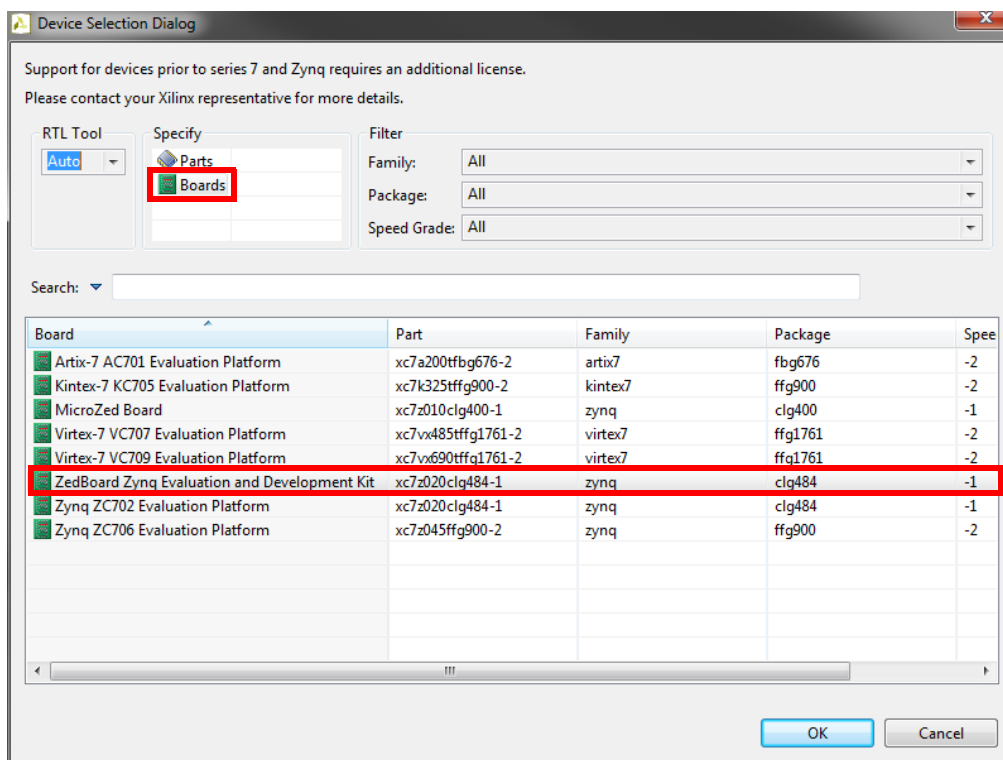 Device Selection Dialog
Support for devices prior to series 7 and Zynq requires an additional license.
Please contact your Xilinx representative for more details.
RTL Tool Specify Filter
Auto Parts Family: All
Boards
Package: All
Speed Grade: All
Search:
Board Part Family Package Spee
Artix-7 AC701 Evaluation Platform xc7a200tfbg676-2 artix7 fbg676 -2
Kintex-7 KC705 Evaluation Platform xc7k325tffg900-2 kintex7 ffg900 -2
MicroZed Board xc7z010clg400-1 zynq clg400 -1
Virtex-7 VC707 Evaluation Platform xc7vx485tffg1761-2 virtex7 ffg1761 -2
Virtex-7 VC709 Evaluation Platform xc7vx690tffg1761-2 virtex7 ffg1761 -2
ZedBoard Zynq Evaluation and Development Kit xc7z020clg484-1 zynq clg484 -1
Zynq ZC702 Evaluation Platform xc7z020clg484-1 zynq clg484 -1
Zynq ZC706 Evaluation Platform xc7z045ffg900-2 zynq ffg900 -2
OK Cancel